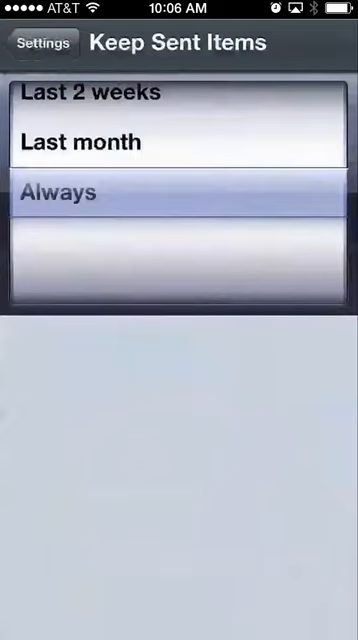 AT&T 10:06 AM
Settings Keep Sent Items
Last 2 weeks
Last month
Always